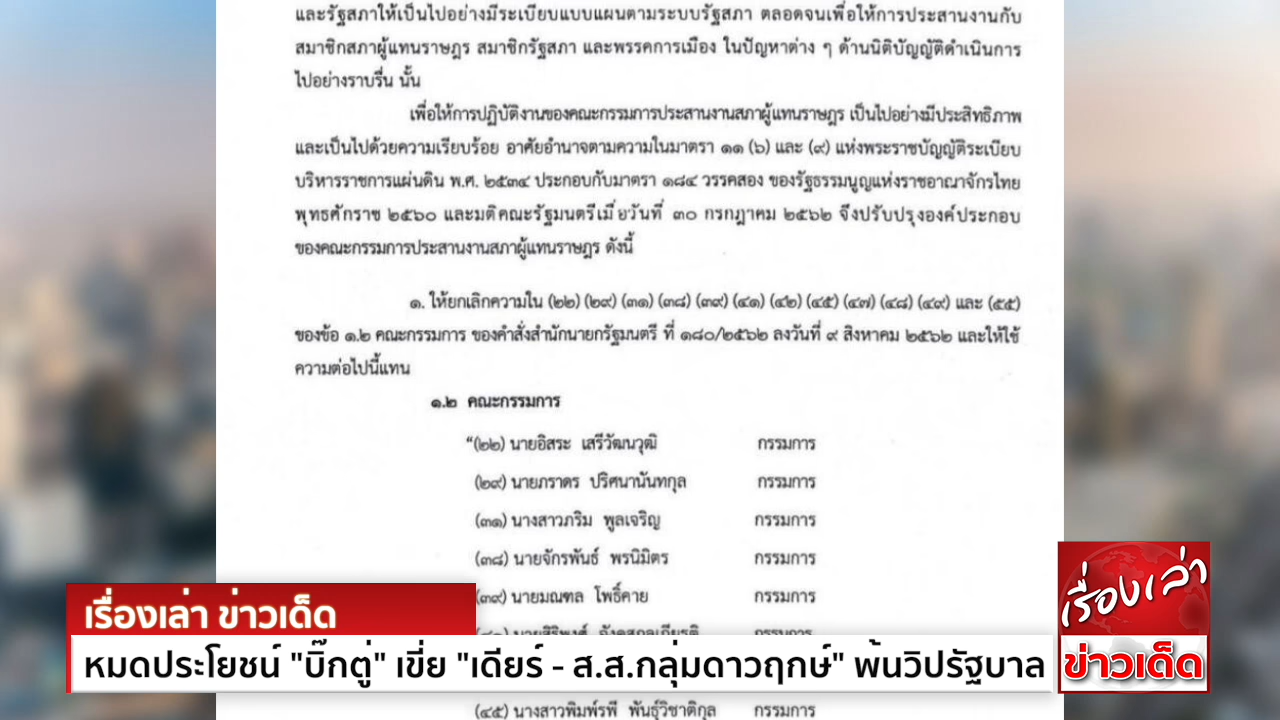 และรัฐสภาให้เป็นไปอย่างมีระเบียบแบบแผนตามระบบรัฐสภา ตลอดจนเพื่อให้การประสานงานกับ
สมาชิกสภาผู้แทนราษฎร สมาชิกรัฐสภา และพรรคการเมือง ในปัญหาต่าง ๆ ด้านนิติบัญญัติดำเนินการ
ไปอย่างราบรื่น นั้น
เพื่อให้การปฏิบัติงานของคณะกรรมการประสานงานสภาผู้แทนราษฎร เป็นไปอย่างมีประสิทธิภาพ
และเป็นไปด้วยความเรียบร้อย อาศัยอำนาจตามความในมาตรา ๑๑ (๖) และ (๙) แห่งพระราชบัญญัติระเบียบ
บริหารราชการแผ่นดิน พ.ศ. ๒๕๓๔ ประกอบกับมาตรา ๑๘๔ วรรคสอง ของรัฐธรรมนูญแห่งราชอาณาจักรไทย
พุทธศักราช ๒๕๖๐ และมติคณะรัฐมนตรีเมื่อวันที่ ๓๐ กรกฎาคม ๒๕๖๒ จึงปรับปรุงองค์ประกอบ
ของคณะกรรมการประสานงานสภาผู้แทนราษฎร ดังนี้
๑. ให้ยกเลิกความใน (๒๒) (๒๙) (๓๑) (๓๘) (๓๙) (๔๑) (๔๒) (๔๕) (๔๗) (๔๘) (๔๙) และ (๕๕)
ของข้อ ๑.๒ คณะกรรมการ ของคำสั่งสำนักนายกรัฐมนตรี ที่ ๑๘๐/๒๕๖๒ ลงวันที่ ๙ สิงหาคม ๒๕๖๒ และให้ใช้
ความต่อไปนี้แทน
๑.๒ คณะกรรมการ
“(๒๒) นายอิสระ เสรีวัฒนวุฒิ กรรมการ
(๒๙) นายภราดร ปริศนานันทกุล กรรมการ
(๓๑) นางสาวภริม พูลเจริญ กรรมการ
(๓๘) นายจักรพันธ์ พรนิมิตร กรรมการ
(๓๙) นายมณฑล โพธิ์คาย กรรมการ
(๔๑) นายสิริพงศ์ อังคสกุลเกียรติ กรรมการ
(๔๕) นางสาวพิมพ์รพี พันธุ์วิชาติกุล กรรมการ
เรื่องเล่า ข่าวเด็ด
หมดประโยชน์ "บิ๊กตู่" เขี่ย "เดียร์ - ส.ส.กลุ่มดาวฤกษ์" พ้นวิปรัฐบาล
เรื่องเล่า
ข่าวเด็ด